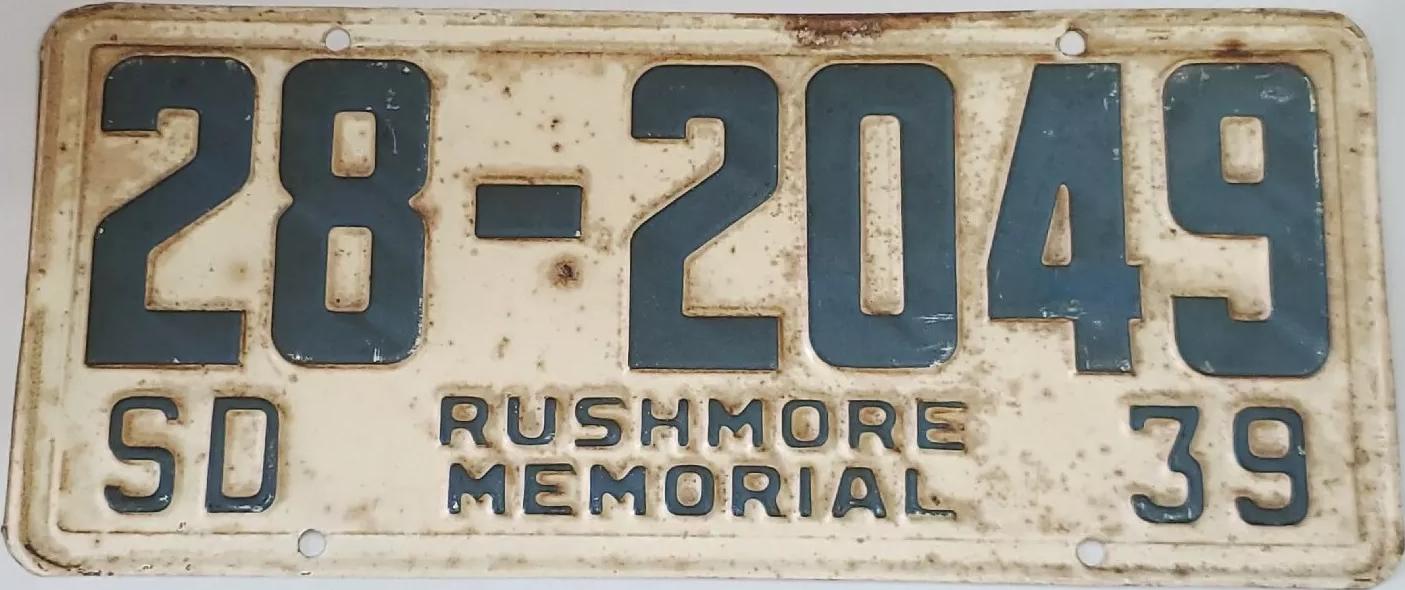 28-2049
SD RUSHMORE 39
MEMORIAL